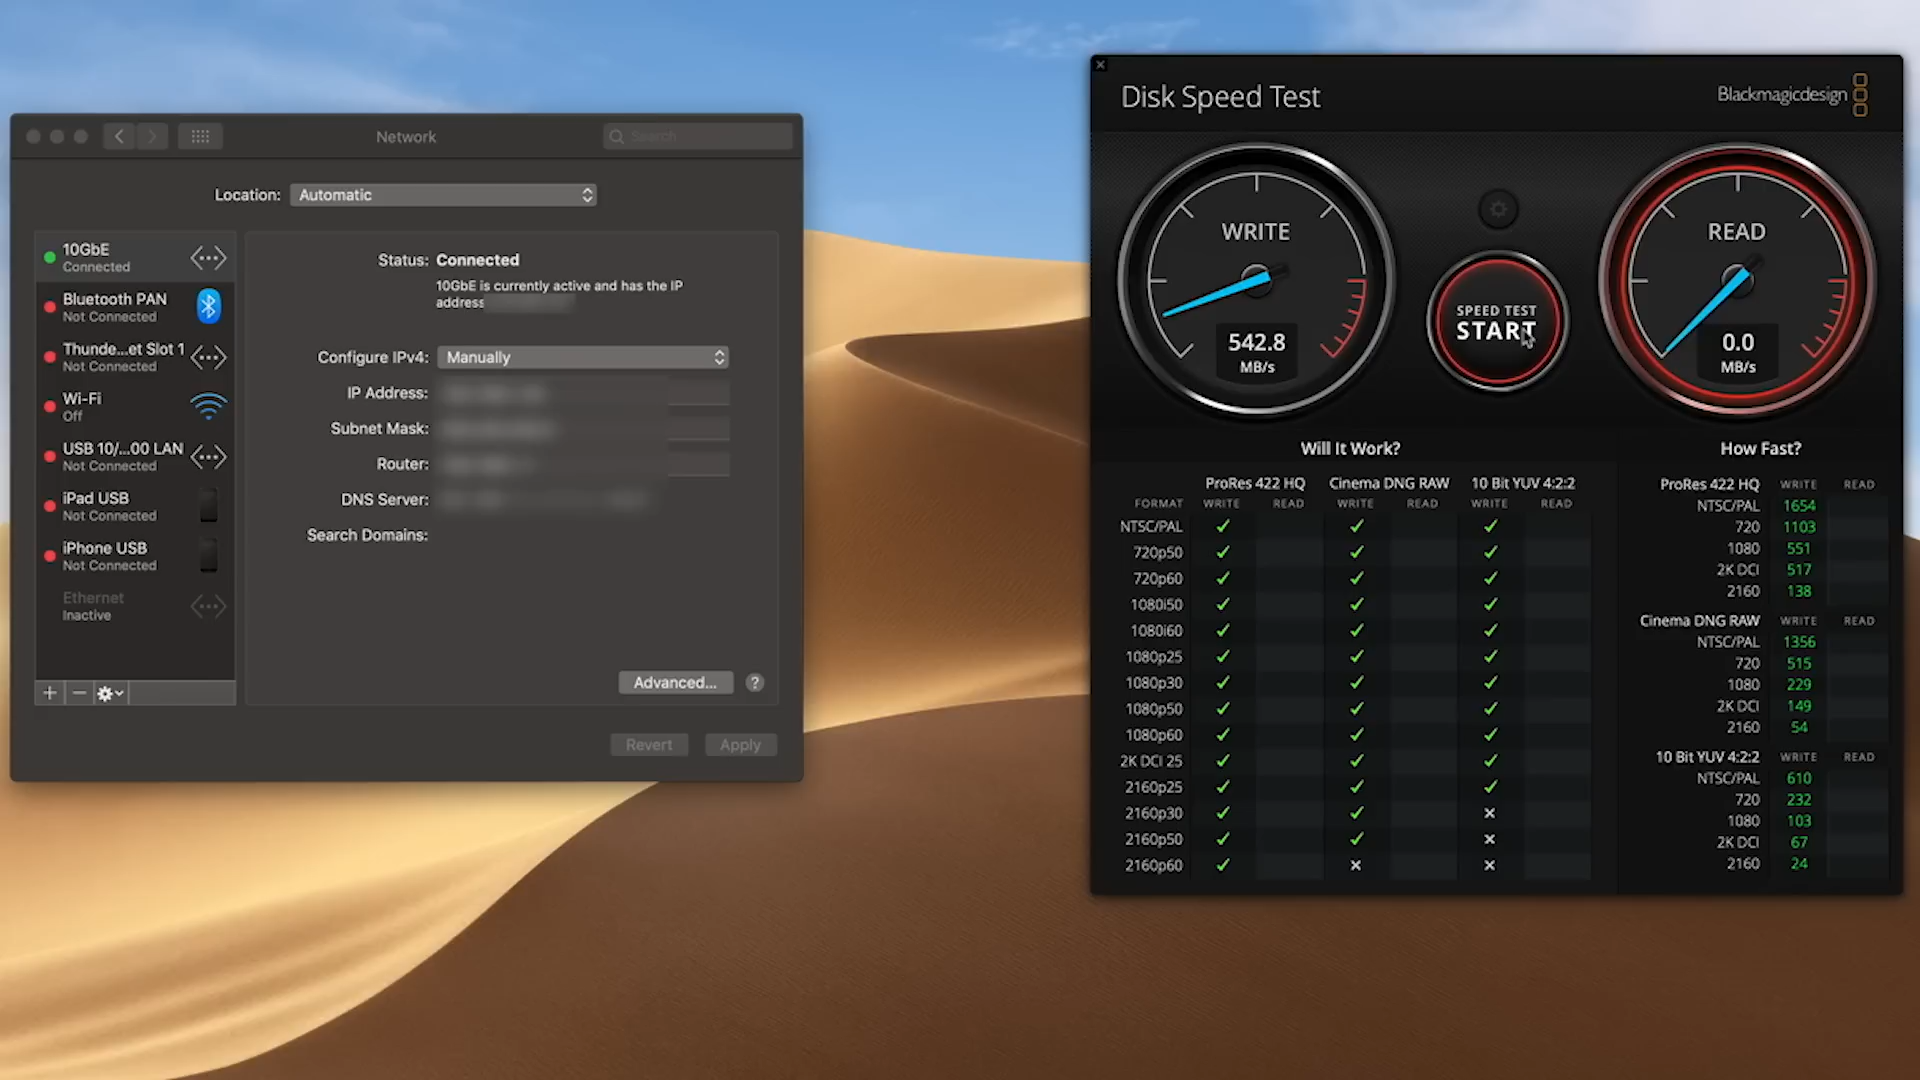 Network
Search
Location: Automatic
10GbE
Connected
Bluetooth PAN
Not Connected
Thunde...et Slot 1
Not Connected
Wi-Fi
Off
USB 10/...00 LAN
Not Connected
iPad USB
Not Connected
iPhone USB
Not Connected
Ethernet
Inactive
Status: Connected
10GbE is currently active and has the IP
address
Configure IPv4: Manually
IP Address:
Subnet Mask:
Router:
DNS Server:
Search Domains:
Advanced... ?
Revert Apply
Disk Speed Test
Blackmagicdesign
WRITE
542.8
MB/s
SPEED TEST
START
READ
0.0
MB/s
Will It Work?
ProRes 422 HQ Cinema DNG RAW 10 Bit YUV 4:2:2
FORMAT WRITE READ WRITE READ WRITE READ
NTSC/PAL ✓ ✓ ✓
720p50 ✓ ✓ ✓
720p60 ✓ ✓ ✓
1080i50 ✓ ✓ ✓
1080i60 ✓ ✓ ✓
1080p25 ✓ ✓ ✓
1080p30 ✓ ✓ ✓
1080p50 ✓ ✓ ✓
1080p60 ✓ ✓ ✓
2K DCI 25 ✓ ✓ ✓
2160p25 ✓ ✓ ✓
2160p30 ✓ ✓ ×
2160p50 ✓ ✓ ×
2160p60 ✓ × ×
How Fast?
ProRes 422 HQ WRITE READ
NTSC/PAL 1654
720 1103
1080 551
2K DCI 517
2160 138
Cinema DNG RAW WRITE READ
NTSC/PAL 1356
720 515
1080 229
2K DCI 149
2160 54
10 Bit YUV 4:2:2 WRITE READ
NTSC/PAL 610
720 232
1080 103
2K DCI 67
2160 24